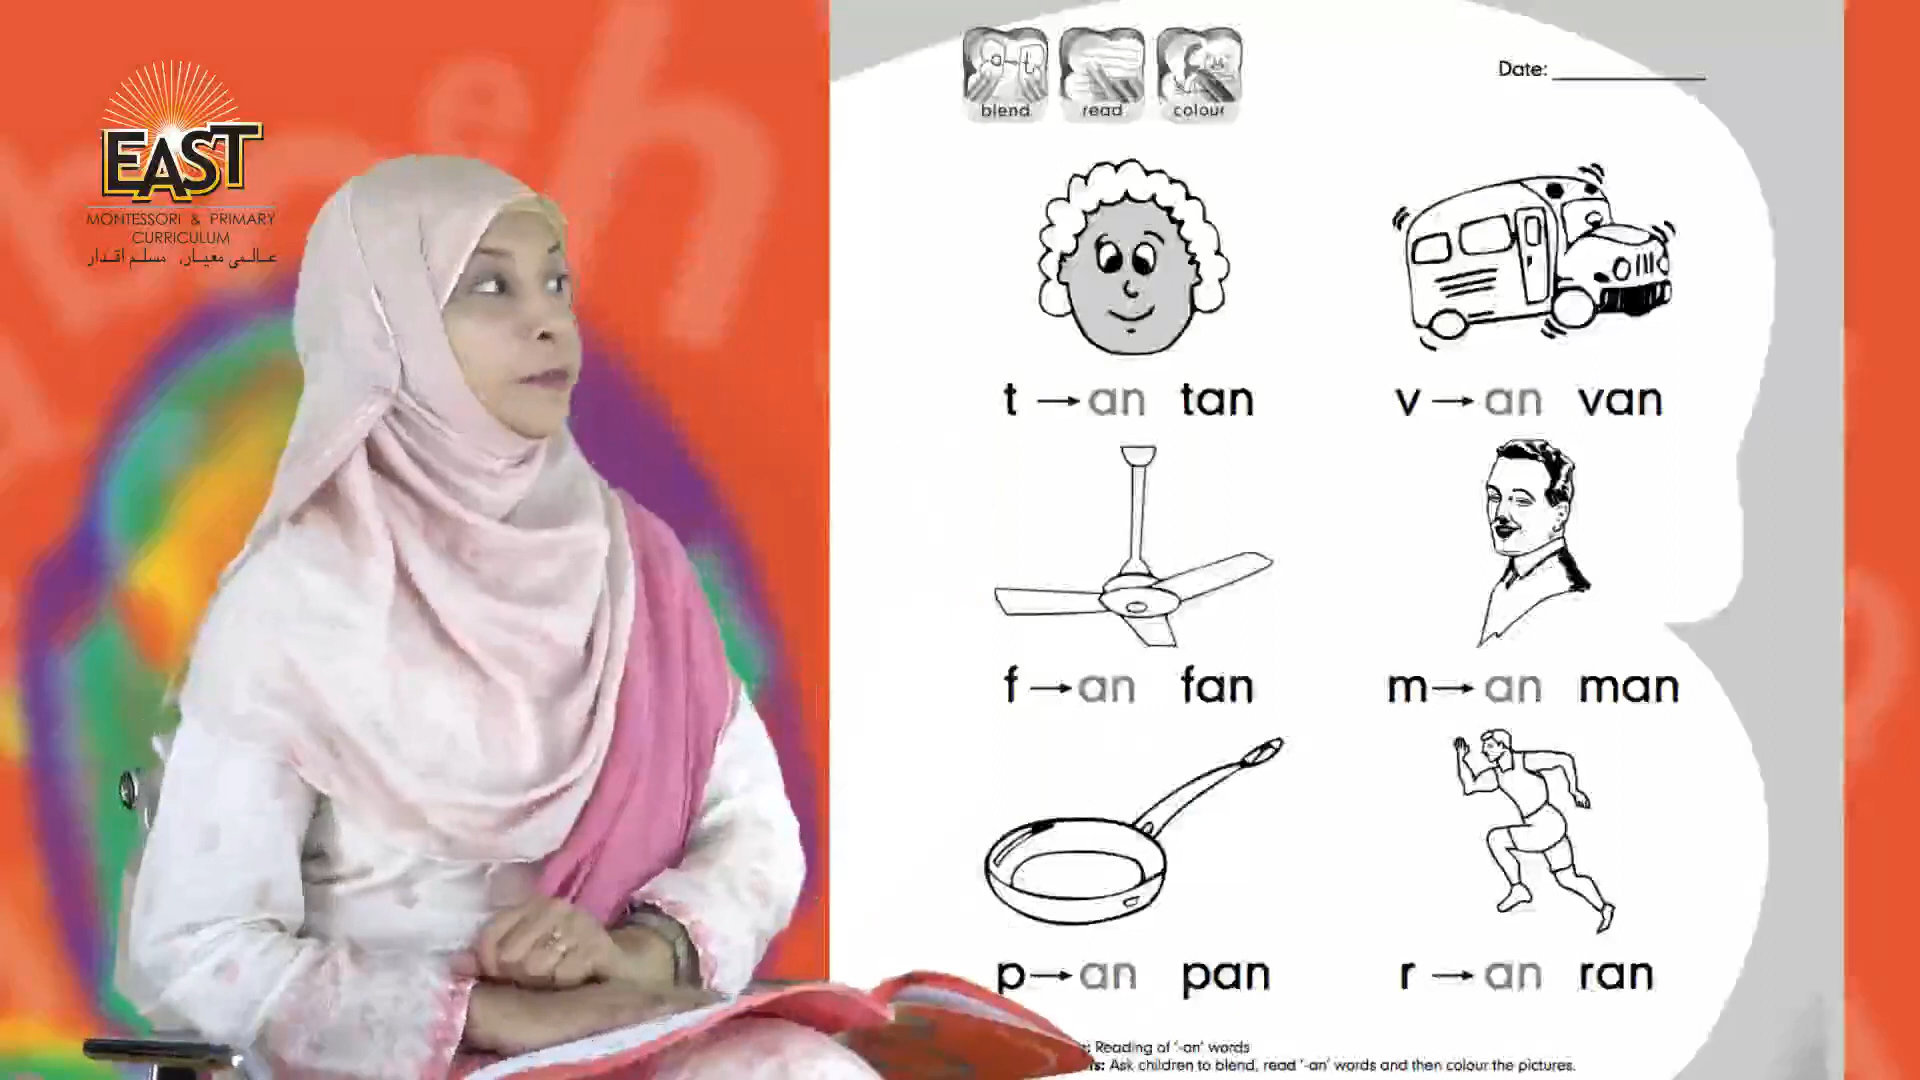 EAST
MONTESSORI & PRIMARY
CURRICULUM
عالمی معیار، مسلم اقدار
a-t
blend
read
colour
Date:
t → an tan
v → an van
f → an fan
m → an man
p → an pan
r → an ran
: Reading of '-an' words
: Ask children to blend, read '-an' words and then colour the pictures.